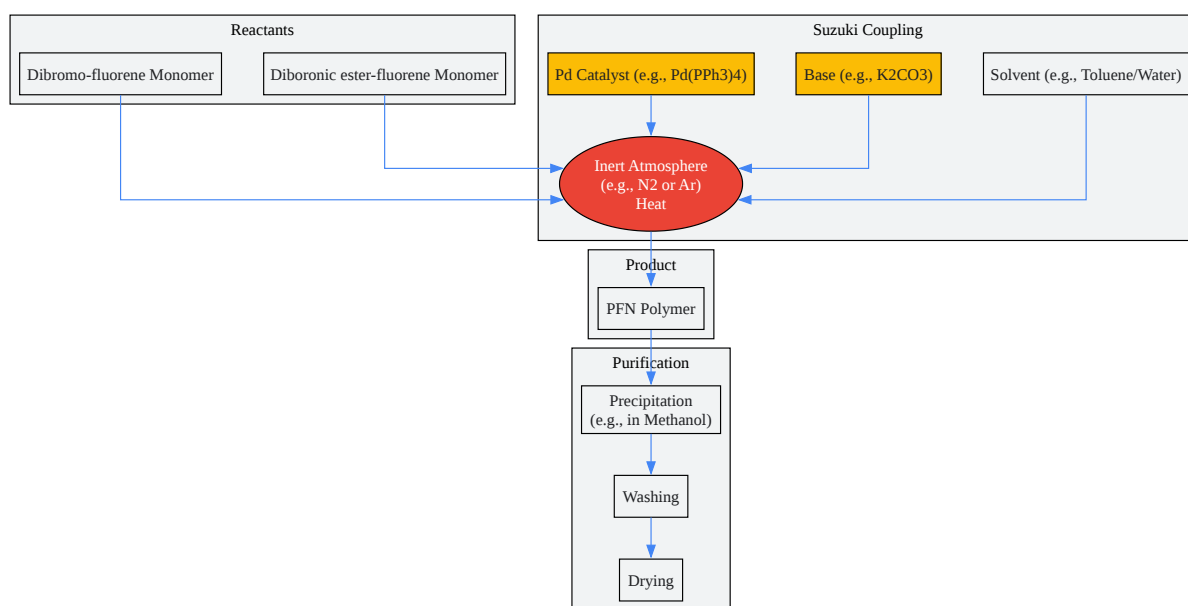 Reactants
Suzuki Coupling
Dibromo-fluorene Monomer
Diboronic ester-fluorene Monomer
Pd Catalyst (e.g., Pd(PPh3)4)
Base (e.g., K2CO3)
Solvent (e.g., Toluene/Water)
Inert Atmosphere
(e.g., N2 or Ar)
Heat
Product
PFN Polymer
Purification
Precipitation
(e.g., in Methanol)
Washing
Drying